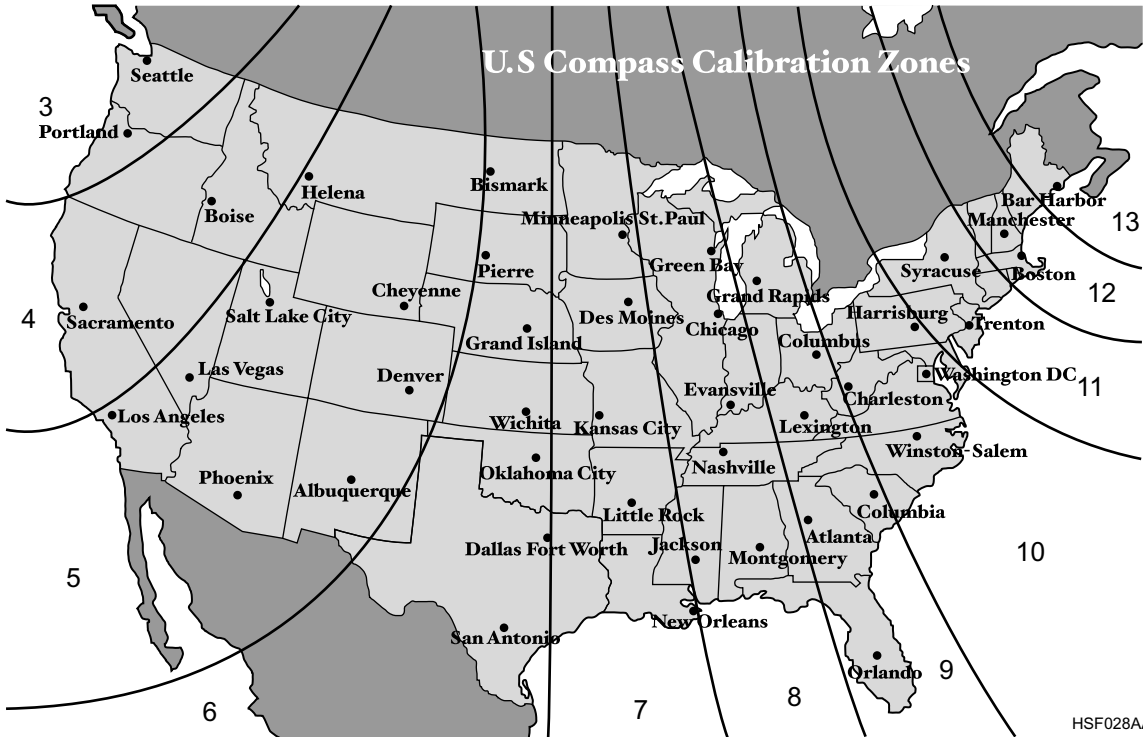 U.S Compass Calibration Zones
Seattle
3
Portland
Helena
Bismark
Boise
Minneapolis St.Paul
Bar Harbor
Manchester
13
Pierre
Green Bay
Syracuse
Boston
Cheyenne
Grand Rapids
12
Salt Lake City
Des Moines
Harrisburg
4
Sacramento
Chicago
Trenton
Grand Island
Columbus
Las Vegas
Denver
Washington DC
11
Evansville
Charleston
Los Angeles
Wichita
Kansas City
Lexington
Winston-Salem
Oklahoma City
Nashville
Phoenix
Albuquerque
Little Rock
Columbia
Dallas Fort Worth
Jackson
Atlanta
Montgomery
10
5
New Orleans
San Antonio
Orlando
9
8
7
6
HSF028A